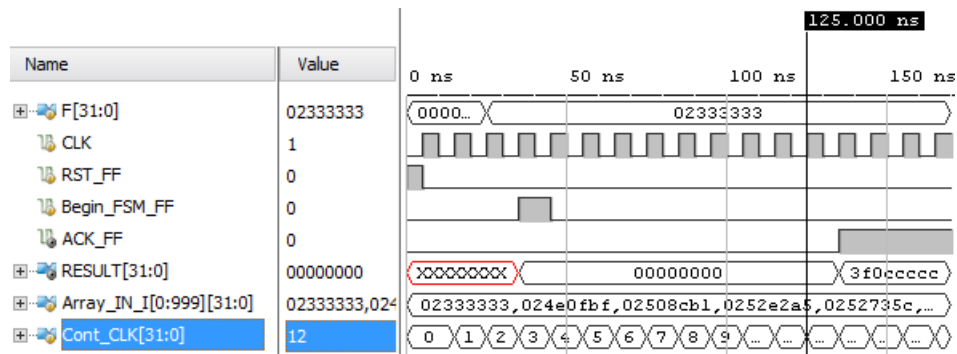 125.000 ns
Name Value 0 ns 50 ns 100 ns 150 ns
F[31:0] 02333333 0000... 02333333
CLK 1
RST_FF 0
Begin_FSM_FF 0
ACK_FF 0
RESULT[31:0] 00000000 XXXXXXXX 00000000 3f0ccccc
Array_IN_I[0:999][31:0] 02333333,024 02333333,024e0fbf,02508cb1,0252e2a5,0252735c,...
Cont_CLK[31:0] 12 0 1 2 3 4 5 6 7 8 9 ... ... ... ... ... ... ...